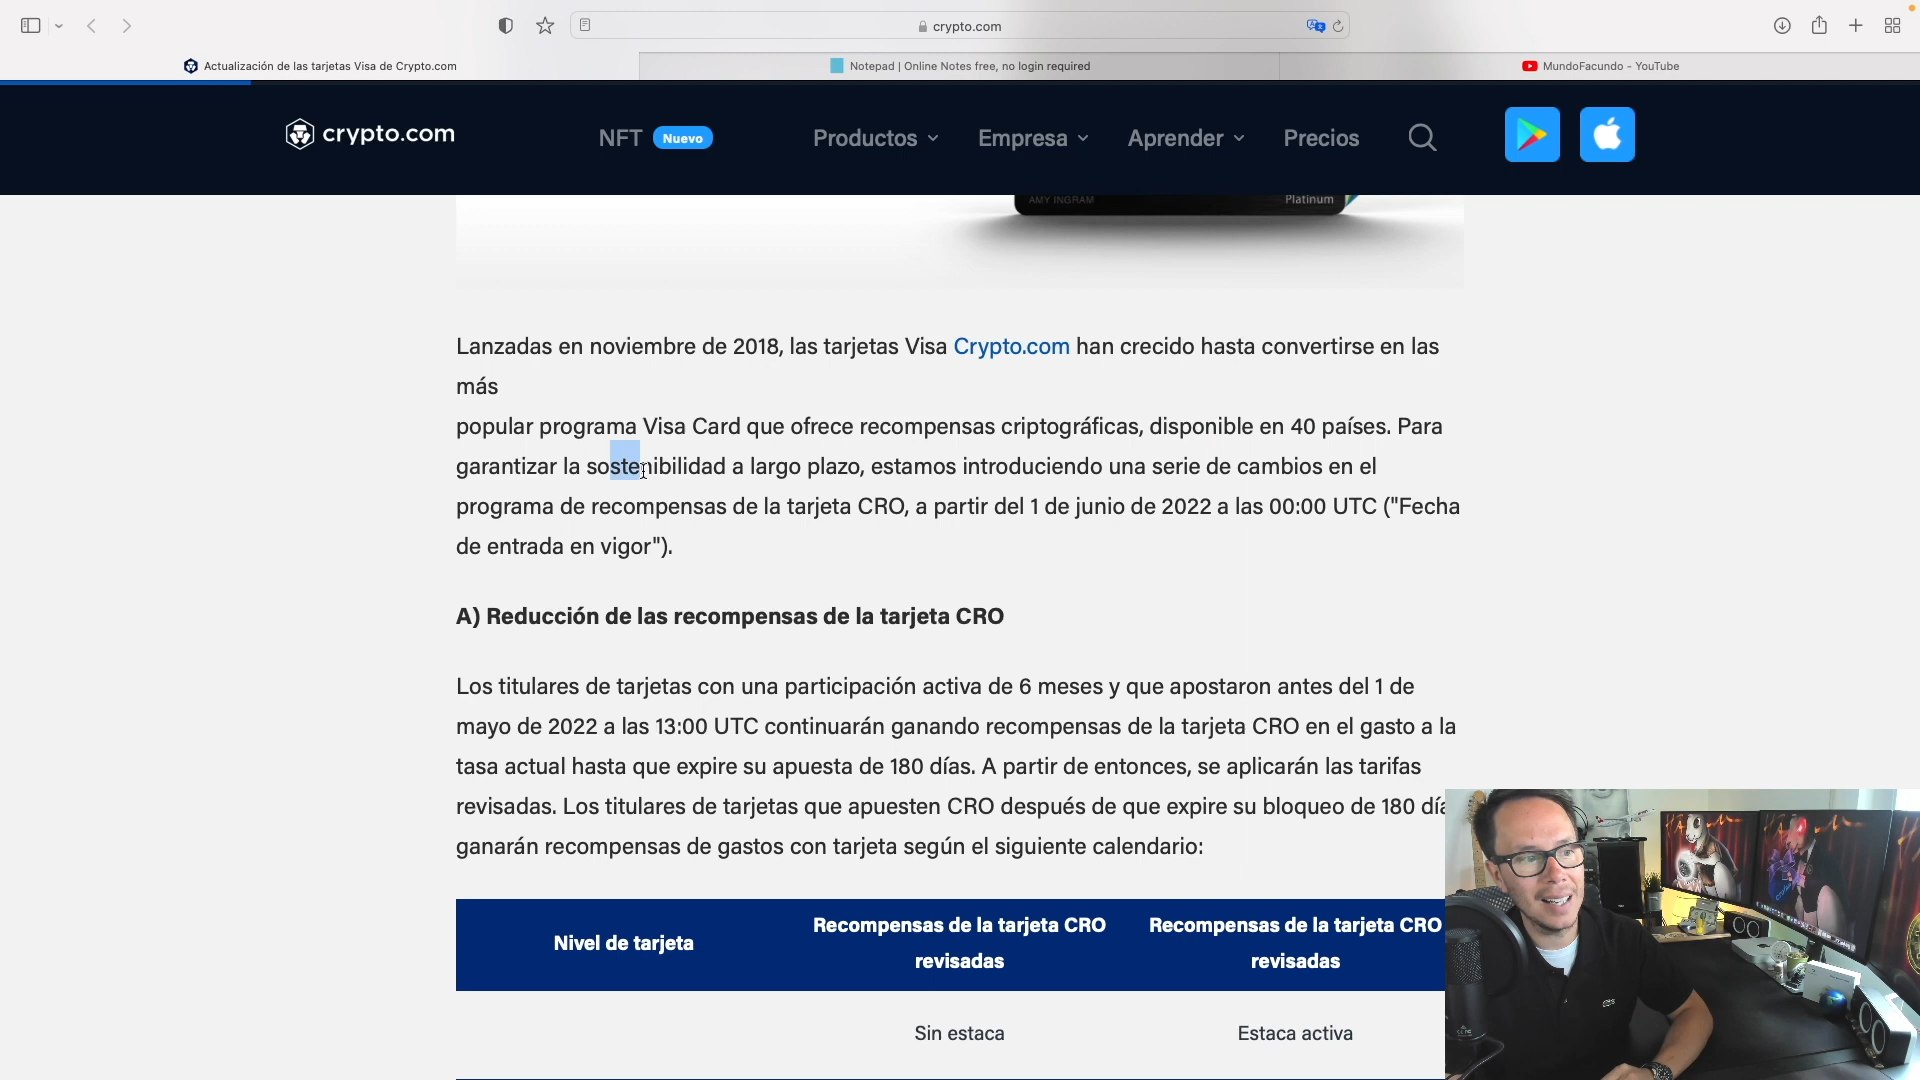 crypto.com
Actualización de las tarjetas Visa de Crypto.com
Notepad | Online Notes free, no login required
MundoFacundo - YouTube
crypto.com
NFT Nuevo
Productos
Empresa
Aprender
Precios
AMY INGRAM
Platinum
Lanzadas en noviembre de 2018, las tarjetas Visa Crypto.com han crecido hasta convertirse en las
más
popular programa Visa Card que ofrece recompensas criptográficas, disponible en 40 países. Para
garantizar la sostenibilidad a largo plazo, estamos introduciendo una serie de cambios en el
programa de recompensas de la tarjeta CRO, a partir del 1 de junio de 2022 a las 00:00 UTC ("Fecha
de entrada en vigor").
A) Reducción de las recompensas de la tarjeta CRO
Los titulares de tarjetas con una participación activa de 6 meses y que apostaron antes del 1 de
mayo de 2022 a las 13:00 UTC continuarán ganando recompensas de la tarjeta CRO en el gasto a la
tasa actual hasta que expire su apuesta de 180 días. A partir de entonces, se aplicarán las tarifas
revisadas. Los titulares de tarjetas que apuesten CRO después de que expire su bloqueo de 180 día
ganarán recompensas de gastos con tarjeta según el siguiente calendario:
Nivel de tarjeta
Recompensas de la tarjeta CRO
revisadas
Recompensas de la tarjeta CRO
revisadas
Sin estaca
Estaca activa